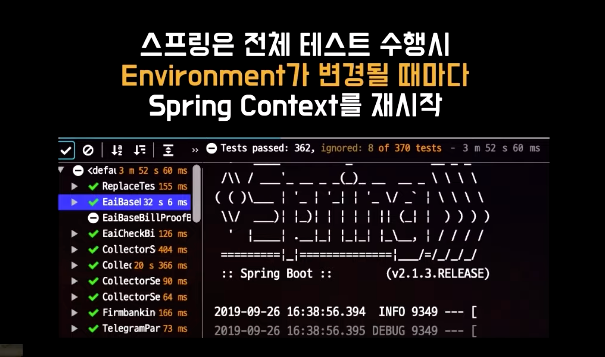 스프링은 전체 테스트 수행시
Environment가 변경될 때마다
Spring Context를 재시작
Tests passed: 362, ignored: 8 of 370 tests - 3 m 52 s 60 ms
<defau 3 m 52 s 60 ms
ReplaceTes 155 ms
EaiBaseI 32 s 6 ms
EaiBaseBillProofB
EaiCheckBi 126 ms
CollectorS 404 ms
Collec 20 s 366 ms
CollectorSe 90 ms
CollectorSe 64 ms
Firmbankin 166 ms
TelegramPar 73 ms
:: Spring Boot :: (v2.1.3.RELEASE)
2019-09-26 16:38:56.394 INFO 9349 --- [
2019-09-26 16:38:56.395 DEBUG 9349 --- [